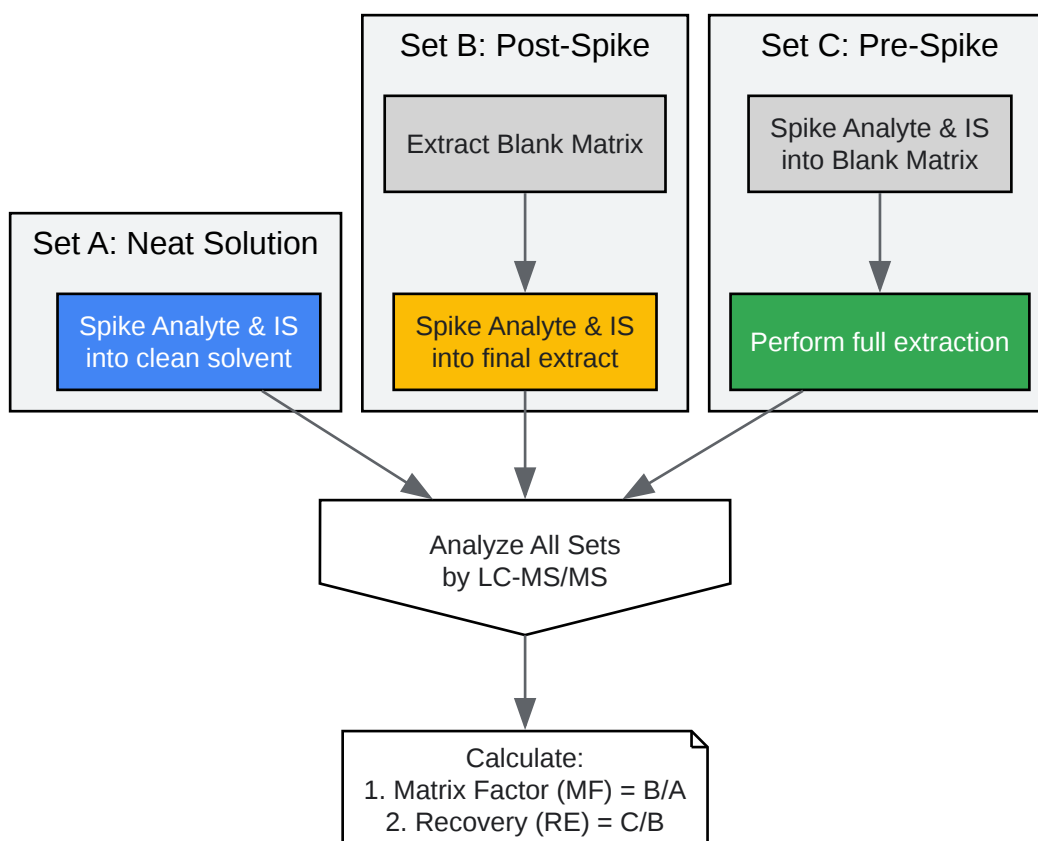 Set B: Post-Spike
Extract Blank Matrix
Spike Analyte & IS
into final extract
Set C: Pre-Spike
Spike Analyte & IS
into Blank Matrix
Perform full extraction
Set A: Neat Solution
Spike Analyte & IS
into clean solvent
Analyze All Sets
by LC-MS/MS
Calculate:
1. Matrix Factor (MF) = B/A
2. Recovery (RE) = C/B